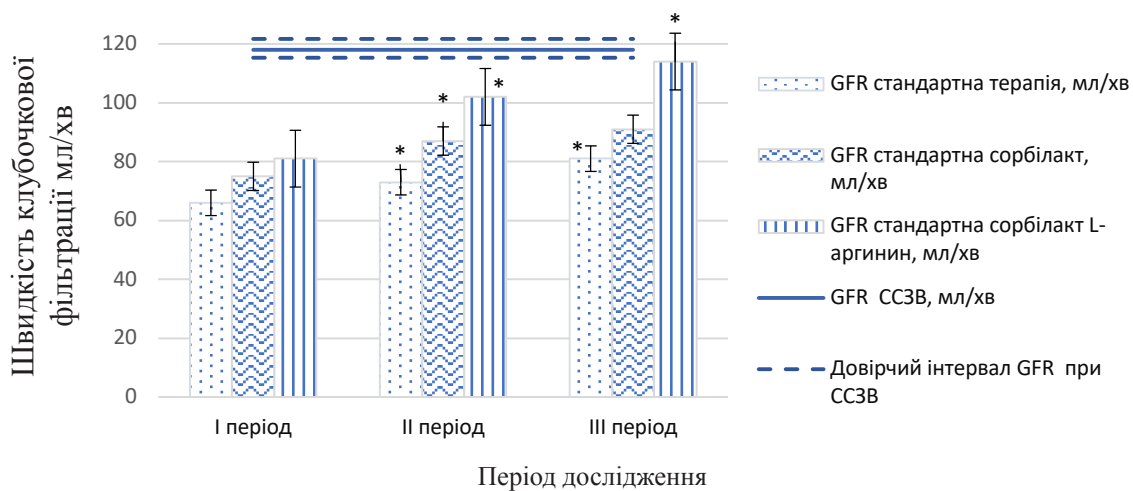 Швидкість клубочкової
фільтрації мл/хв
120
100
80
60
40
20
0
*
*
*
*
*
I період
II період
III період
Період дослідження
GFR стандартна терапія, мл/хв
GFR стандартна сорбілакт,
мл/хв
GFR стандартна сорбілакт L-
аргинин, мл/хв
GFR ССЗВ, мл/хв
Довірчий інтервал GFR при
ССЗВ